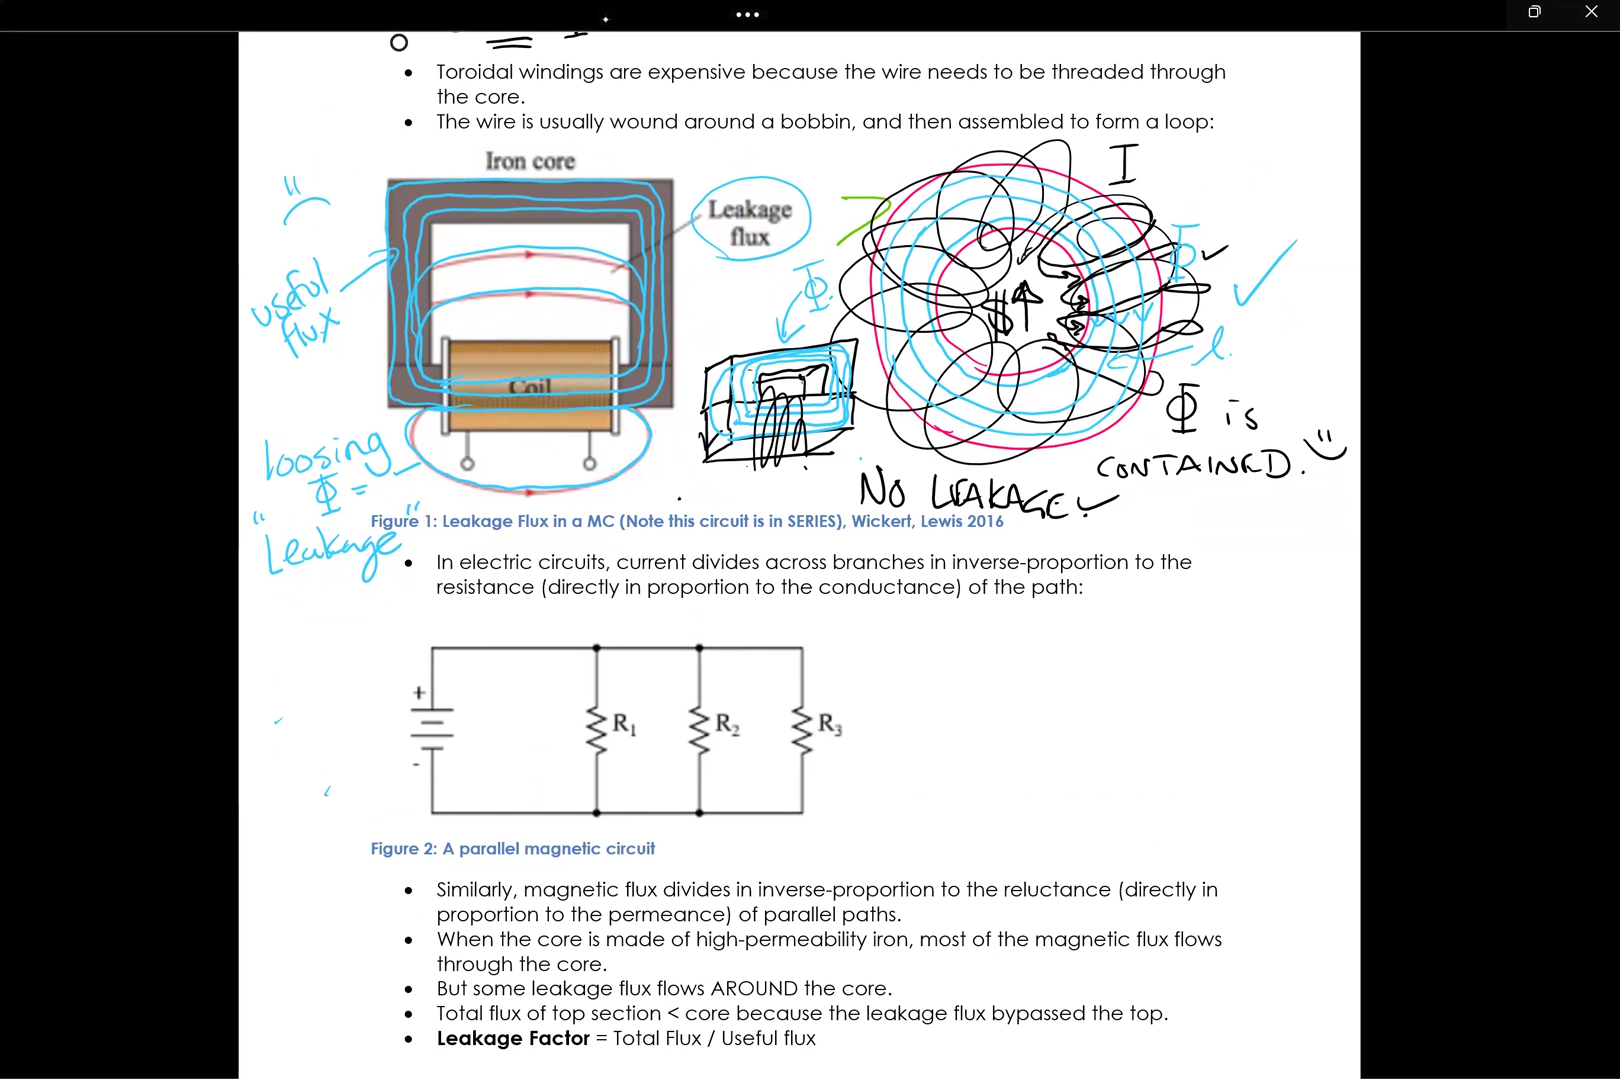 Toroidal windings are expensive because the wire needs to be threaded through
the core.
The wire is usually wound around a bobbin, and then assembled to form a loop:
Iron core
Leakage
flux
Coil
useful
flux
loosing
Φ =
"Leakage"
Φ
I
Φ
$
l.
Φ is
CONTAINED.
NO LEAKAGE
Figure 1: Leakage Flux in a MC (Note this circuit is in SERIES), Wickert, Lewis 2016
In electric circuits, current divides across branches in inverse-proportion to the
resistance (directly in proportion to the conductance) of the path:
+
-
R1
R2
R3
Figure 2: A parallel magnetic circuit
Similarly, magnetic flux divides in inverse-proportion to the reluctance (directly in
proportion to the permeance) of parallel paths.
When the core is made of high-permeability iron, most of the magnetic flux flows
through the core.
But some leakage flux flows AROUND the core.
Total flux of top section < core because the leakage flux bypassed the top.
Leakage Factor = Total Flux / Useful flux